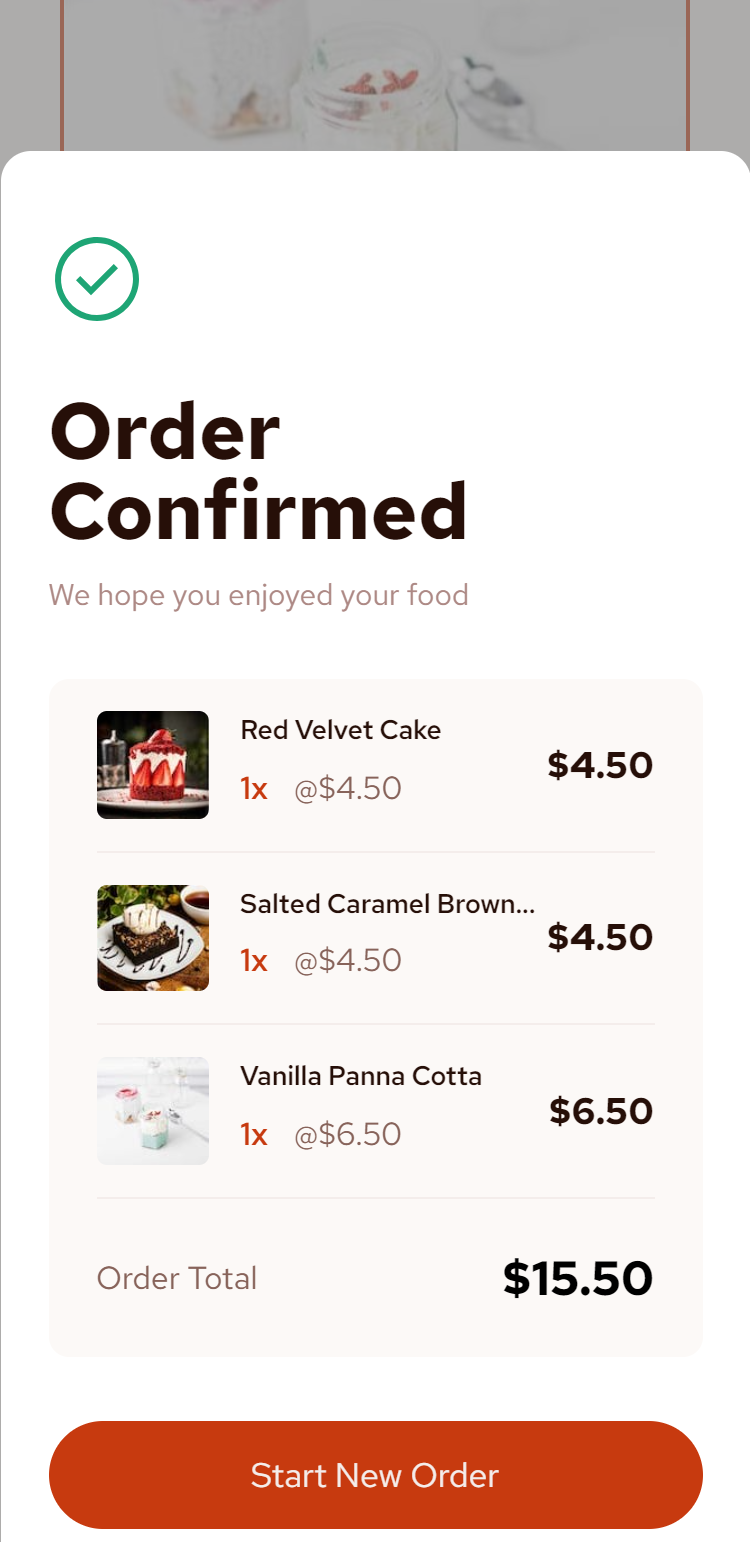 Order
Confirmed
We hope you enjoyed your food
Red Velvet Cake
1x @$4.50
$4.50
Salted Caramel Brown...
1x @$4.50
$4.50
Vanilla Panna Cotta
1x @$6.50
$6.50
Order Total
$15.50
Start New Order